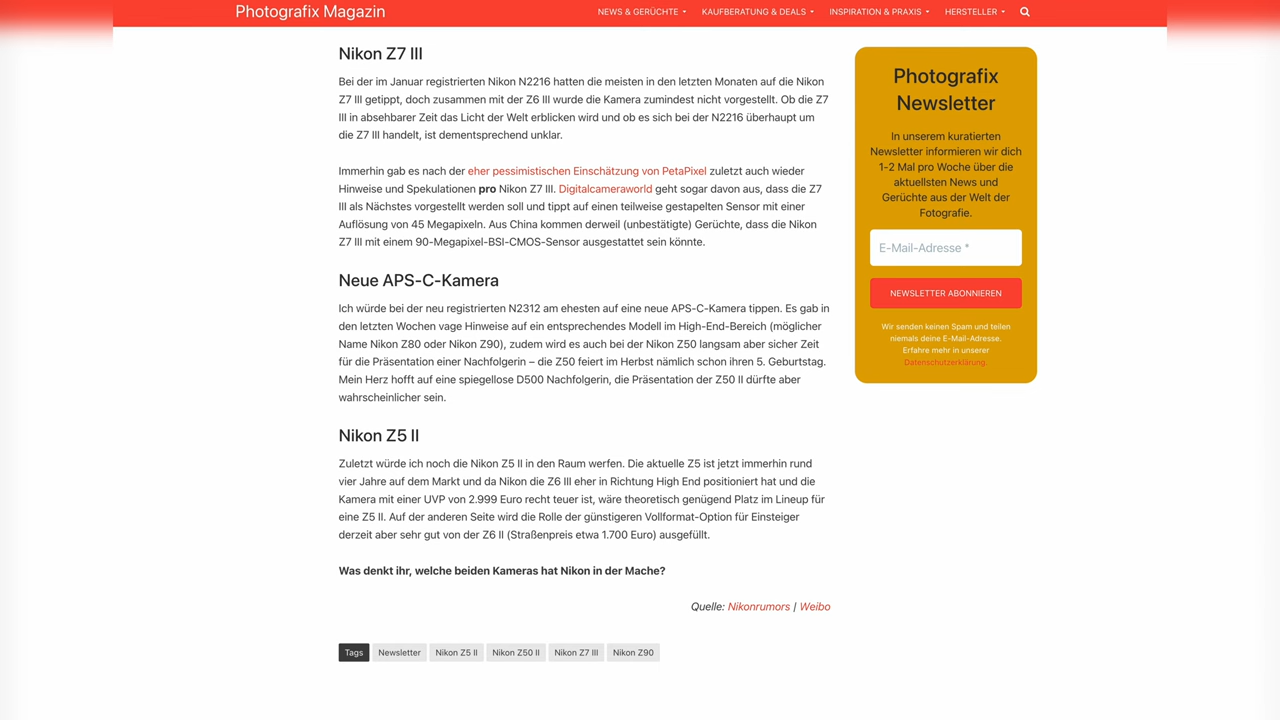 Photografix Magazin
NEWS & GERÜCHTE
KAUFBERATUNG & DEALS
INSPIRATION & PRAXIS
HERSTELLER
Nikon Z7 III
Bei der im Januar registrierten Nikon N2216 hatten die meisten in den letzten Monaten auf die Nikon
Z7 III getippt, doch zusammen mit der Z6 III wurde die Kamera zumindest nicht vorgestellt. Ob die Z7
III in absehbarer Zeit das Licht der Welt erblicken wird und ob es sich bei der N2216 überhaupt um
die Z7 III handelt, ist dementsprechend unklar.
Immerhin gab es nach der eher pessimistischen Einschätzung von PetaPixel zuletzt auch wieder
Hinweise und Spekulationen pro Nikon Z7 III. Digitalcameraworld geht sogar davon aus, dass die Z7
III als Nächstes vorgestellt werden soll und tippt auf einen teilweise gestapelten Sensor mit einer
Auflösung von 45 Megapixeln. Aus China kommen derweil (unbestätigte) Gerüchte, dass die Nikon
Z7 III mit einem 90-Megapixel-BSI-CMOS-Sensor ausgestattet sein könnte.
Neue APS-C-Kamera
Ich würde bei der neu registrierten N2312 am ehesten auf eine neue APS-C-Kamera tippen. Es gab in
den letzten Wochen vage Hinweise auf ein entsprechendes Modell im High-End-Bereich (möglicher
Name Nikon Z80 oder Nikon Z90), zudem wird es auch bei der Nikon Z50 langsam aber sicher Zeit
für die Präsentation einer Nachfolgerin – die Z50 feiert im Herbst nämlich schon ihren 5. Geburtstag.
Mein Herz hofft auf eine spiegellose D500 Nachfolgerin, die Präsentation der Z50 II dürfte aber
wahrscheinlicher sein.
Nikon Z5 II
Zuletzt würde ich noch die Nikon Z5 II in den Raum werfen. Die aktuelle Z5 ist jetzt immerhin rund
vier Jahre auf dem Markt und da Nikon die Z6 III eher in Richtung High End positioniert hat und die
Kamera mit einer UVP von 2.999 Euro recht teuer ist, wäre theoretisch genügend Platz im Lineup für
eine Z5 II. Auf der anderen Seite wird die Rolle der günstigeren Vollformat-Option für Einsteiger
derzeit aber sehr gut von der Z6 II (Straßenpreis etwa 1.700 Euro) ausgefüllt.
Was denkt ihr, welche beiden Kameras hat Nikon in der Mache?
Quelle: Nikonrumors | Weibo
Tags
Newsletter
Nikon Z5 II
Nikon Z50 II
Nikon Z7 III
Nikon Z90
Photografix
Newsletter
In unserem kuratierten
Newsletter informieren wir dich
1-2 Mal pro Woche über die
aktuellsten News und
Gerüchte aus der Welt der
Fotografie.
E-Mail-Adresse *
NEWSLETTER ABONNIEREN
Wir senden keinen Spam und teilen
niemals deine E-Mail-Adresse.
Erfahre mehr in unserer
Datenschutzerklärung.